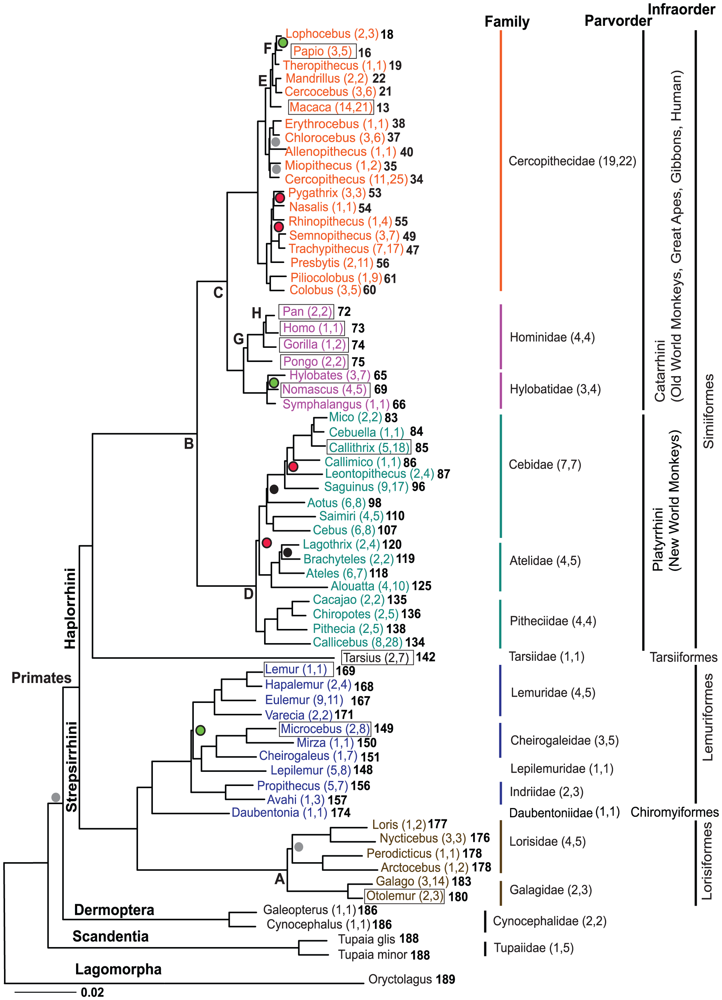 Infraorder
Family
Parvorder
Lophocebus (2,3) 18
F
Papio (3,5) 16
Theropithecus (1,1) 19
Mandrillus (2,2) 22
E
Cercocebus (3,6) 21
Macaca (14,21) 13
Erythrocebus (1,1) 38
Chlorocebus (3,6) 37
Allenopithecus (1,1) 40
Cercopithecidae (19,22)
Miopithecus (1,2) 35
Cercopithecus (11,25) 34
Pygathrix (3,3) 53
Nasalis (1,1) 54
Rhinopithecus (1,4) 55
Semnopithecus (3,7) 49
Trachypithecus (7,17) 47
Presbytis (2,11) 56
Piliocolobus (1,9) 61
Colobus (3,5) 60
C
Catarrhini
(Old World Monkeys, Great Apes, Gibbons, Human)
Simiiformes
H
Pan (2,2) 72
Homo (1,1) 73
G
Hominidae (4,4)
Gorilla (1,2) 74
Pongo (2,2) 75
Hylobates (3,7) 65
Nomascus (4,5) 69
Hylobatidae (3,4)
Symphalangus (1,1) 66
Mico (2,2) 83
Cebuella (1,1) 84
B
Callithrix (5,18) 85
Callimico (1,1) 86
Cebidae (7,7)
Leontopithecus (2,4) 87
Saguinus (9,17) 96
Aotus (6,8) 98
Saimiri (4,5) 110
Cebus (6,8) 107
Platyrrhini
(New World Monkeys)
Lagothrix (2,4) 120
Brachyteles (2,2) 119
Atelidae (4,5)
Ateles (6,7) 118
Alouatta (4,10) 125
D
Cacajao (2,2) 135
Chiropotes (2,5) 136
Pitheciidae (4,4)
Pithecia (2,5) 138
Callicebus (8,28) 134
Haplorrhini
Tarsius (2,7) 142
Tarsiidae (1,1)
Tarsiiformes
Primates
Lemur (1,1) 169
Hapalemur (2,4) 168
Lemuridae (4,5)
Eulemur (9,11) 167
Varecia (2,2) 171
Lemuriformes
Microcebus (2,8) 149
Cheirogaleidae (3,5)
Mirza (1,1) 150
Cheirogaleus (1,7) 151
Strepsirrhini
Lepilemur (5,8) 148
Lepilemuridae (1,1)
Propithecus (5,7) 156
Indriidae (2,3)
Avahi (1,3) 157
Daubentonia (1,1) 174
Daubentoniidae (1,1)
Chiromyiformes
Loris (1,2) 177
Nycticebus (3,3) 176
Lorisidae (4,5)
Perodicticus (1,1) 178
Arctocebus (1,2) 178
Lorisiformes
A
Galago (3,14) 183
Galagidae (2,3)
Otolemur (2,3) 180
Dermoptera
Galeopterus (1,1) 186
Cynocephalidae (2,2)
Cynocephalus (1,1) 186
Scandentia
Tupaia glis 188
Tupaiidae (1,5)
Tupaia minor 188
Lagomorpha
Oryctolagus 189
0.02